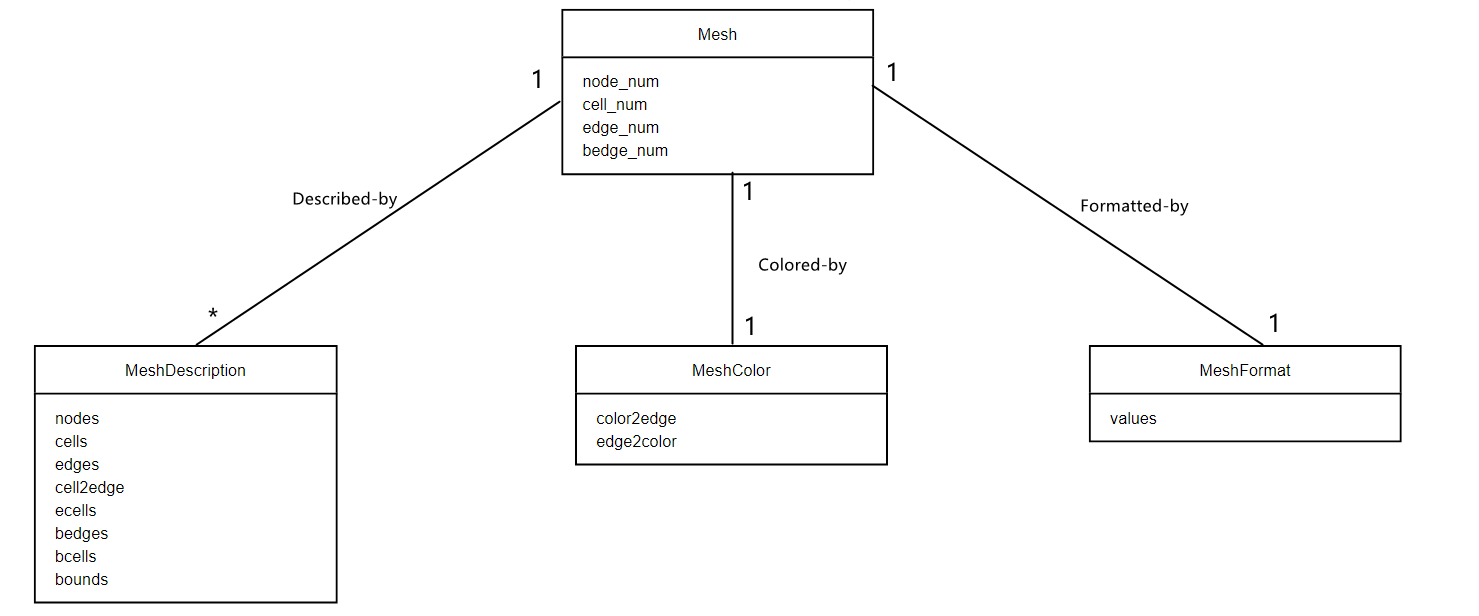 Mesh
node_num
cell_num
edge_num
bedge_num
1
1
1
Described-by
Colored-by
Formatted-by
*
1
1
MeshDescription
nodes
cells
edges
cell2edge
ecells
bedges
bcells
bounds
MeshColor
color2edge
edge2color
MeshFormat
values